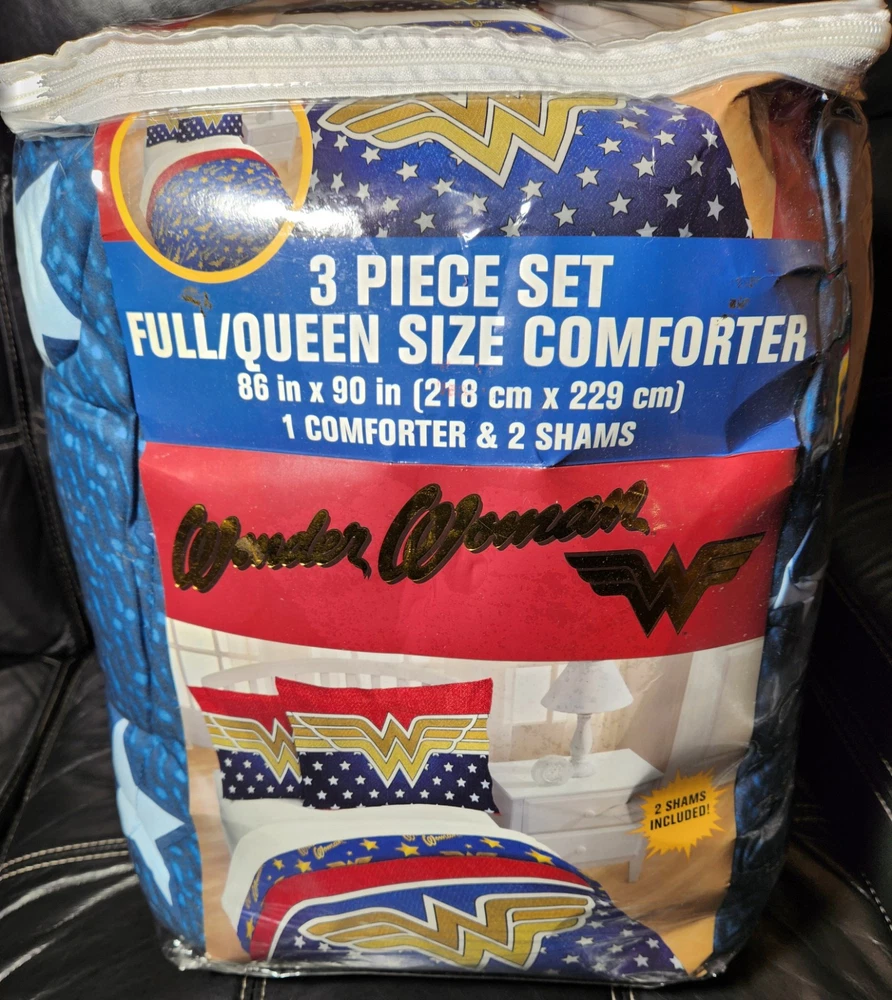 3 PIECE SET
FULL/QUEEN SIZE COMFORTER
86 in x 90 in (218 cm x 229 cm)
1 COMFORTER & 2 SHAMS
Wonder Woman
2 SHAMS
INCLUDED!